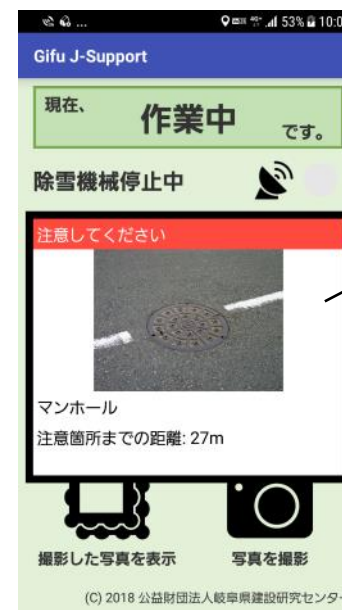 ... 53% 10:0
Gifu J-Support
現在、
作業中
です。
除雪機械停止中
注意してください
マンホール
注意箇所までの距離: 27m
撮影した写真を表示
写真を撮影
(C) 2018 公益財団法人岐阜県建設研究センタ